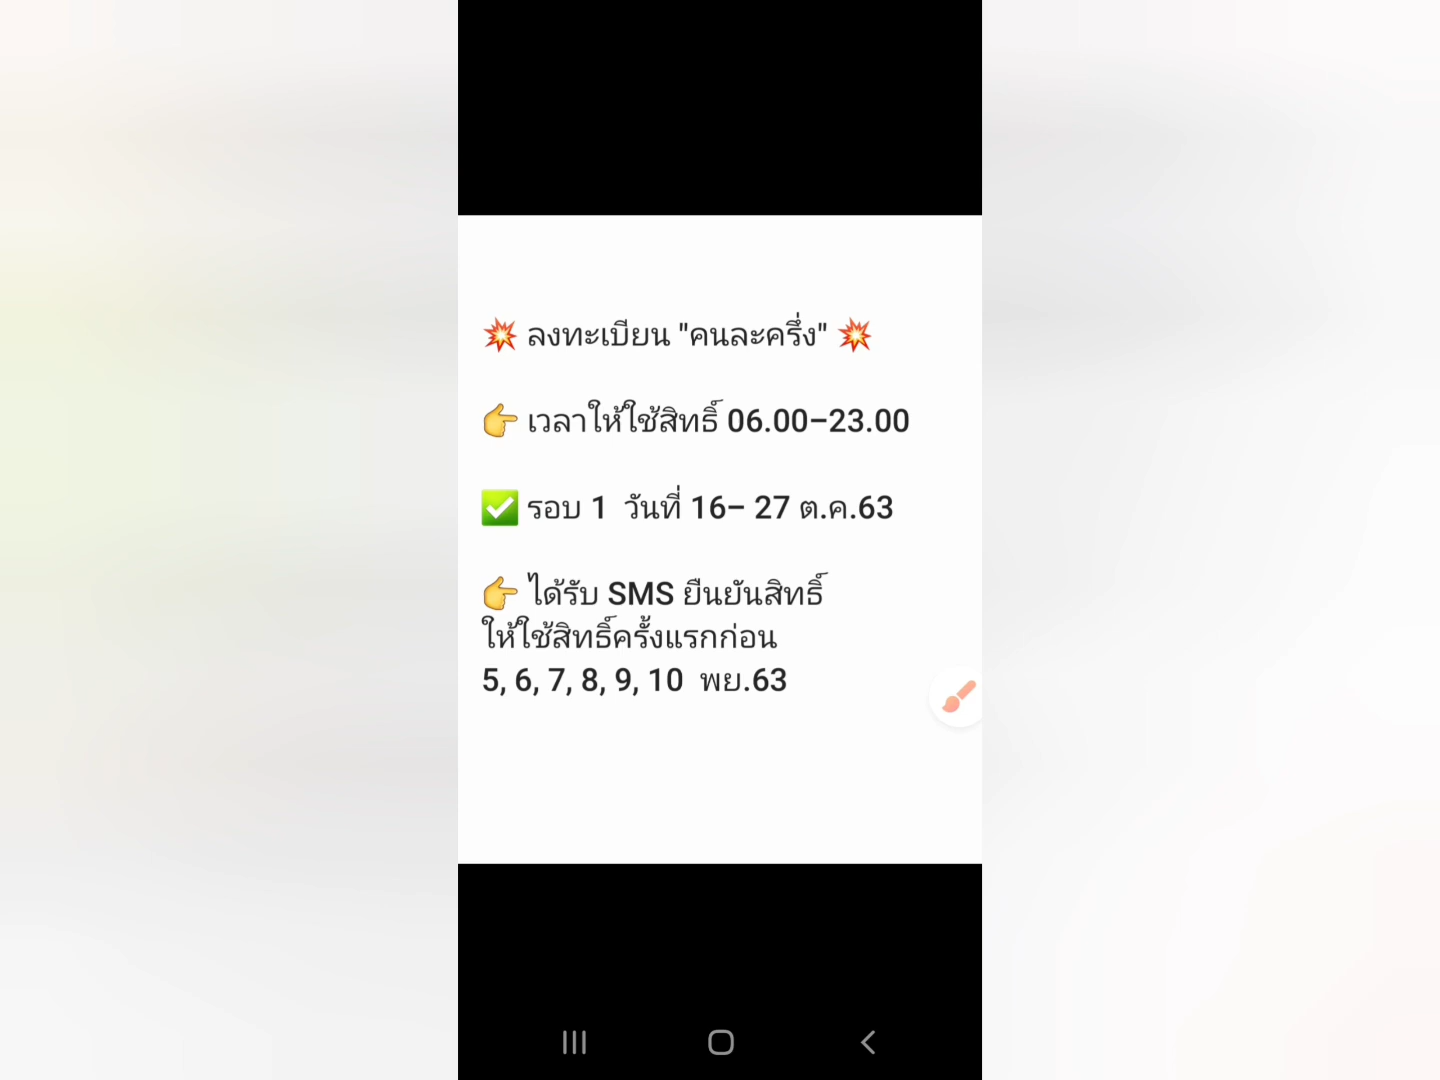 💥 ลงทะเบียน "คนละครึ่ง" 💥
👉 เวลาให้ใช้สิทธิ์ 06.00–23.00
✅ รอบ 1 วันที่ 16– 27 ต.ค.63
👉 ได้รับ SMS ยืนยันสิทธิ์
ให้ใช้สิทธิ์ครั้งแรกก่อน
5, 6, 7, 8, 9, 10 พย.63